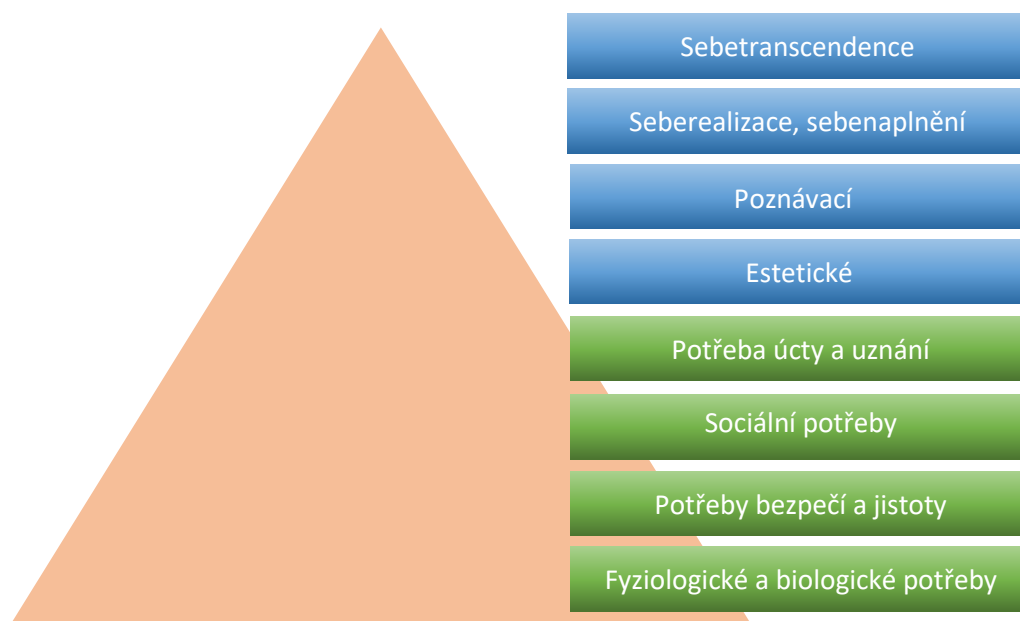 Sebetranscendence
Seberealizace, sebenaplnění
Poznávací
Estetické
Potřeba úcty a uznání
Sociální potřeby
Potřeby bezpečí a jistoty
Fyziologické a biologické potřeby